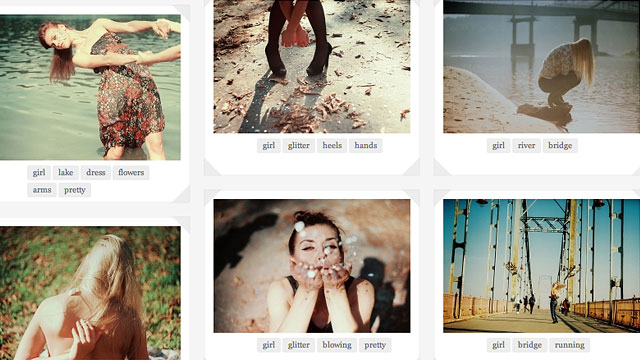 girl lake dress flowers
arms pretty
girl glitter heels hands
girl river bridge
girl glitter blowing pretty
girl bridge running